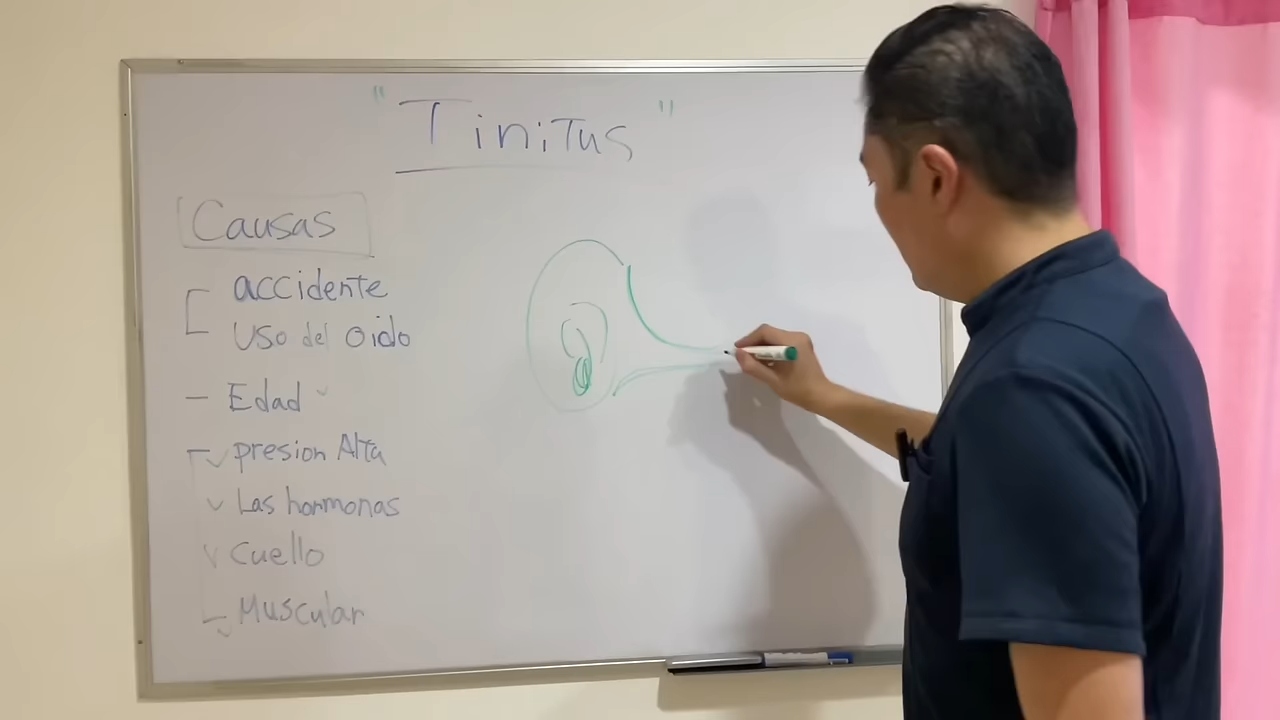 "Tinitus"
Causas
accidente
Uso del oido
Edad
presion Alta
Las hormonas
Cuello
Muscular